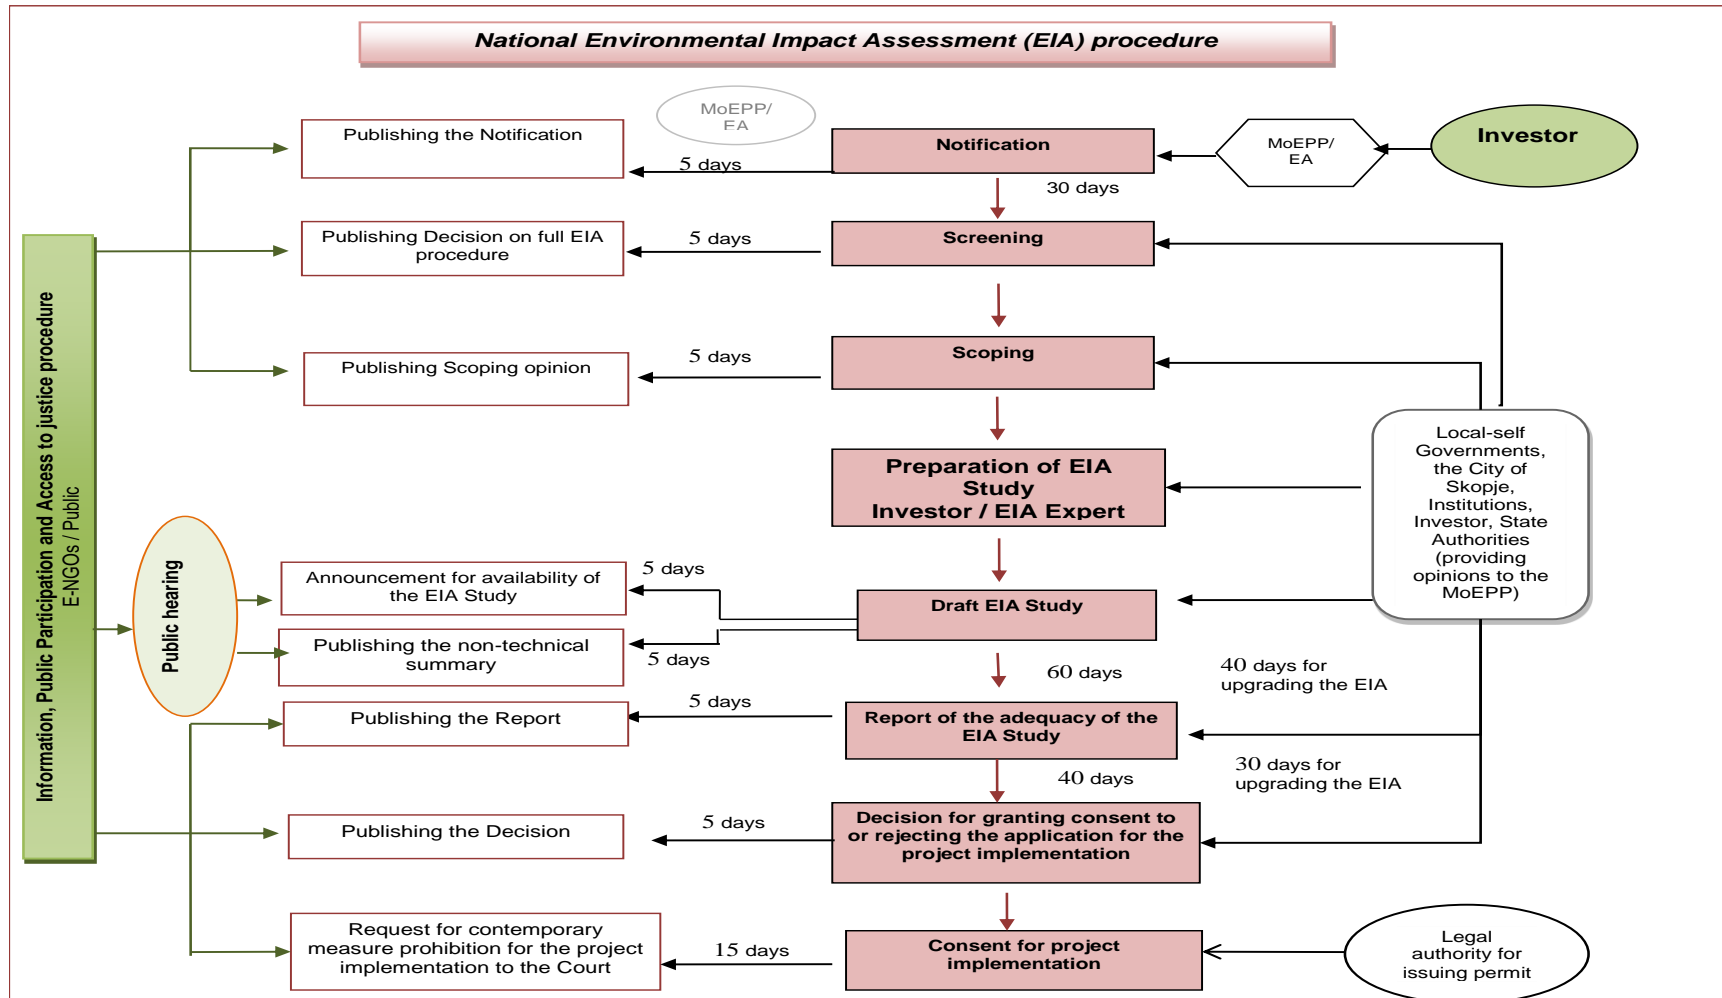 National Environmental Impact Assessment (EIA) procedure
MoEPP/
EA
Publishing the Notification
5 days
Notification
MoEPP/
EA
Investor
30 days
Publishing Decision on full EIA
procedure
5 days
Screening
Publishing Scoping opinion
5 days
Scoping
Information, Public Participation and Access to justice procedure
E-NGOs / Public
Preparation of EIA
Study
Investor / EIA Expert
Local-self
Governments,
the City of
Skopje,
Institutions,
Investor, State
Authorities
(providing
opinions to the
MoEPP)
Public hearing
Announcement for availability of
the EIA Study
5 days
Draft EIA Study
Publishing the non-technical
summary
5 days
60 days
40 days for
upgrading the EIA
Publishing the Report
5 days
Report of the adequacy of the
EIA Study
30 days for
upgrading the EIA
40 days
Publishing the Decision
5 days
Decision for granting consent to
or rejecting the application for the
project implementation
Request for contemporary
measure prohibition for the project
implementation to the Court
15 days
Consent for project
implementation
Legal
authority for
issuing permit